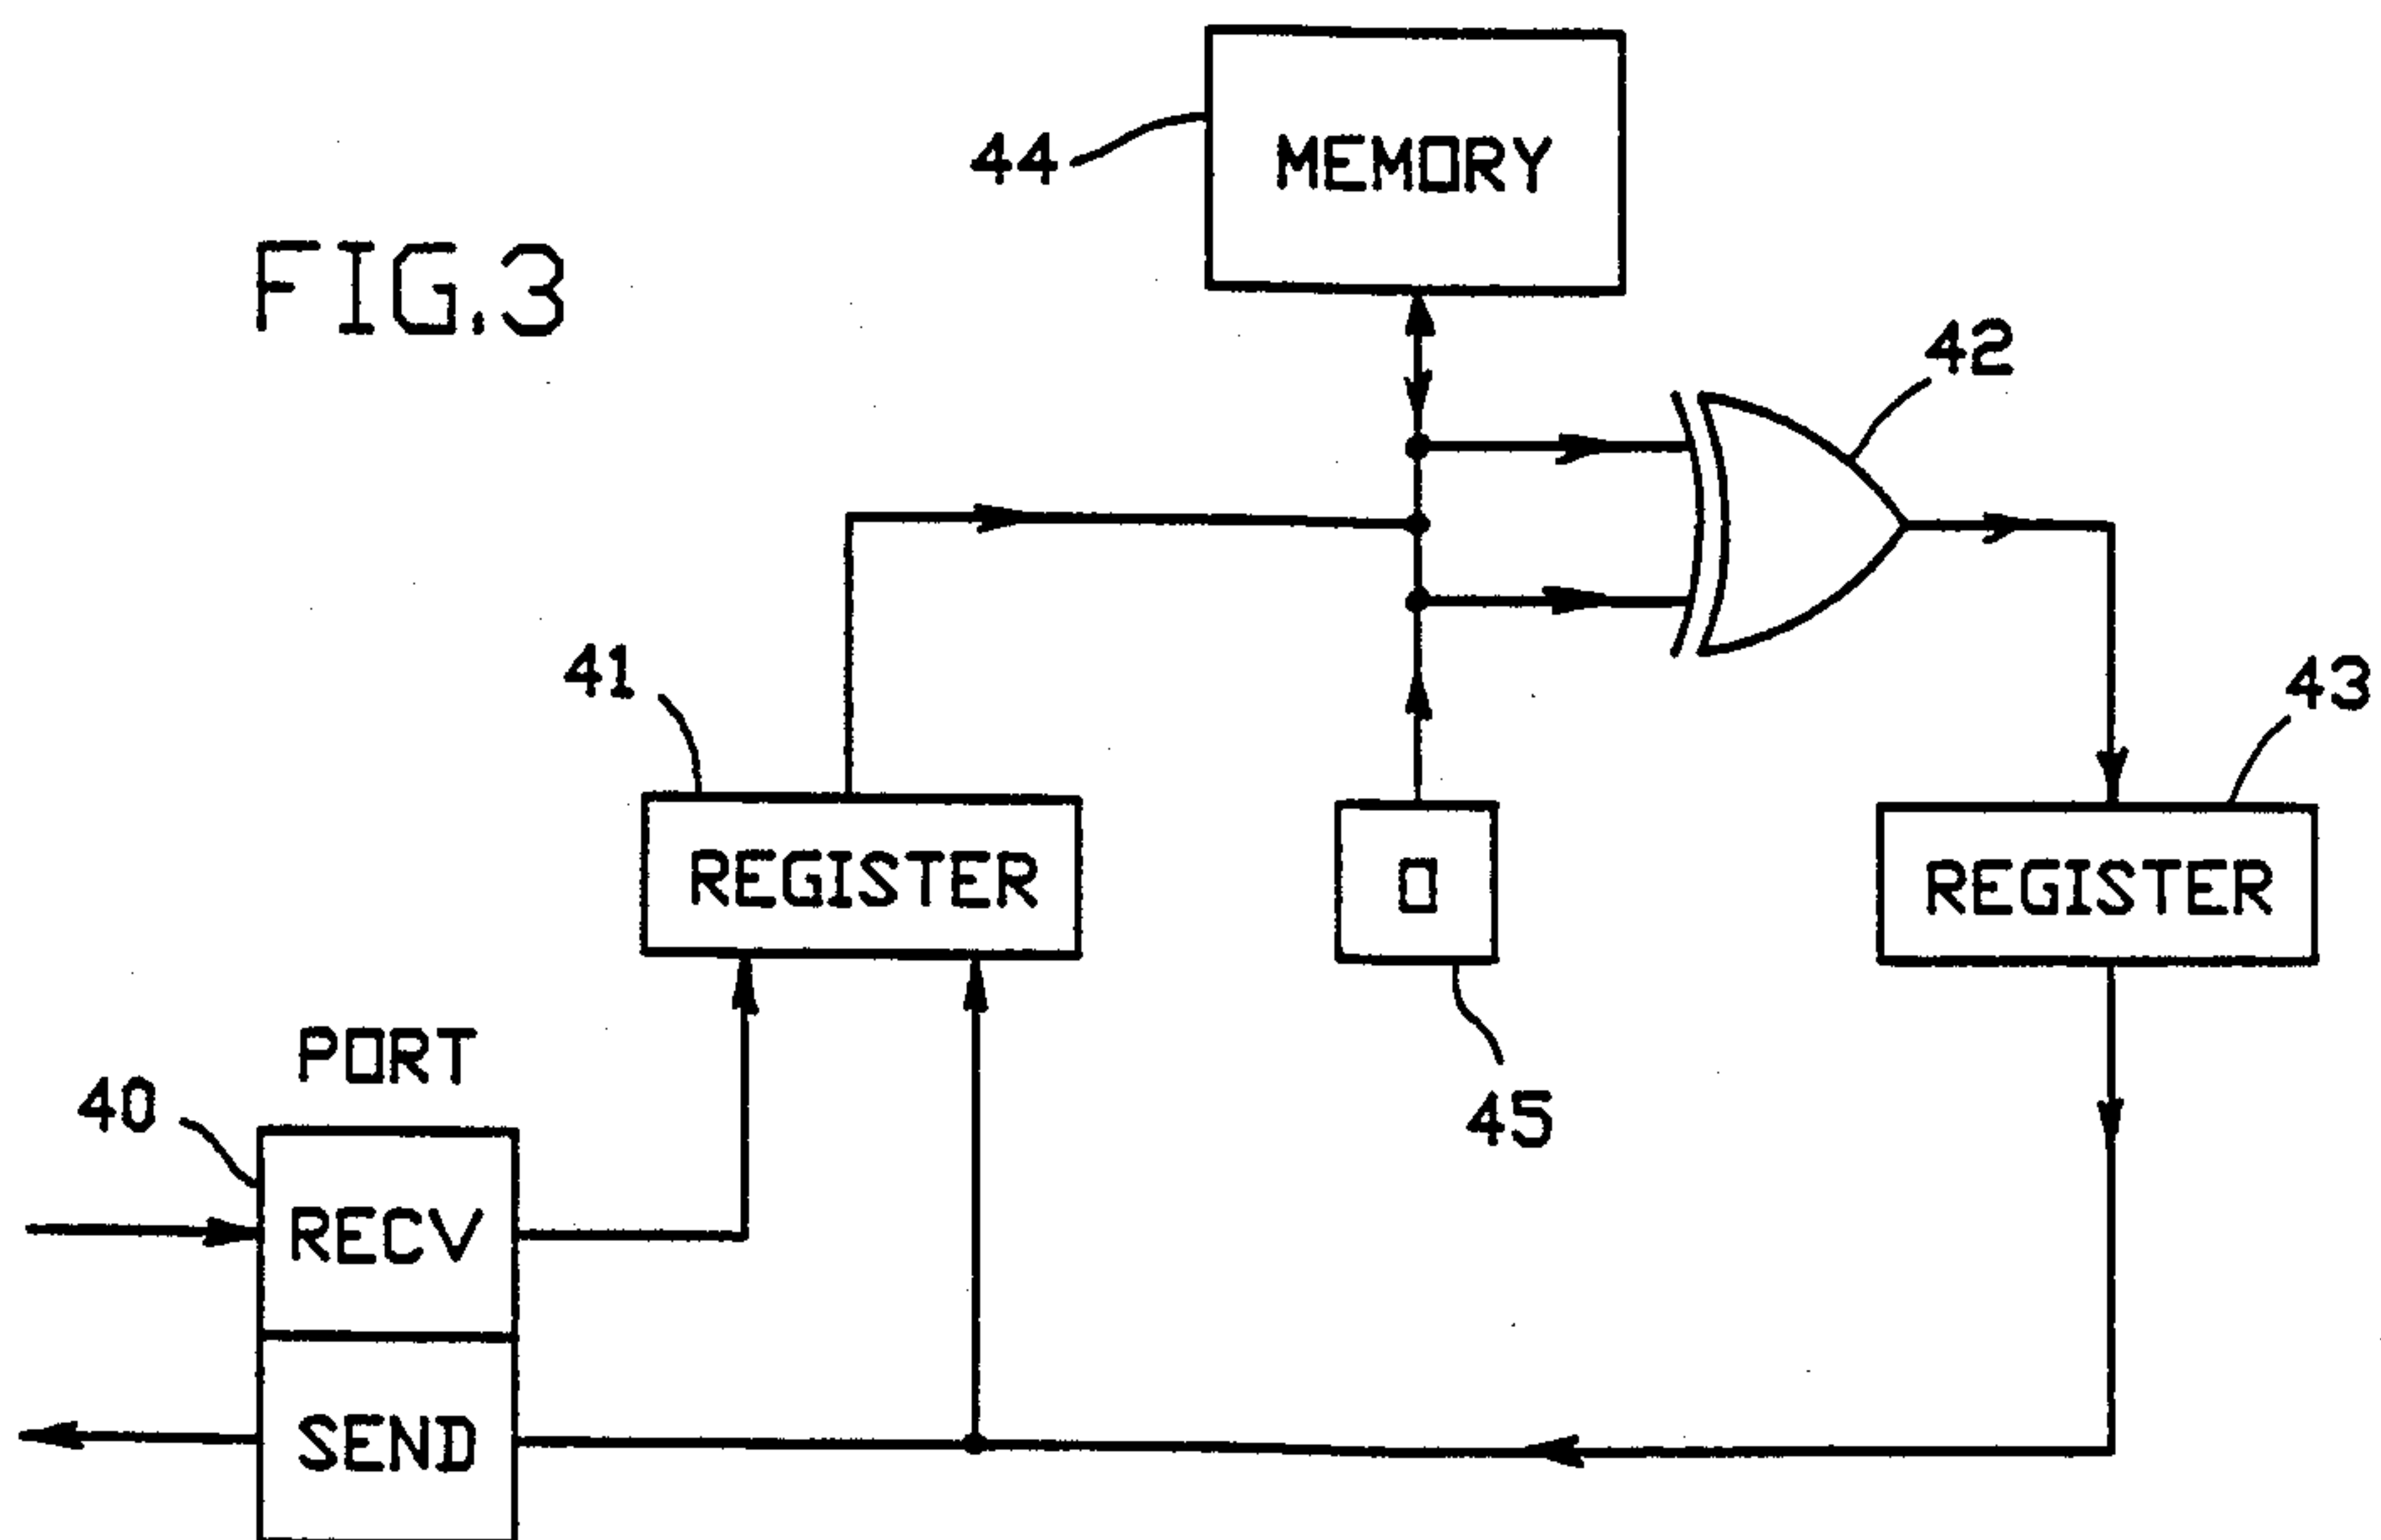 44
MEMORY
FIG.3
42
41
43
REGISTER
0
REGISTER
PORT
40
45
RECV
SEND